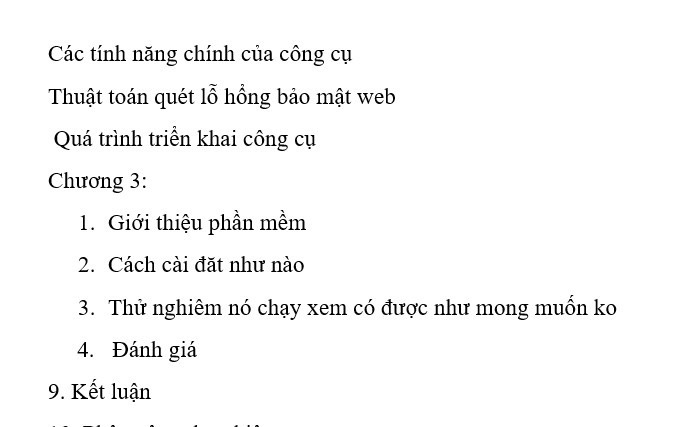 Các tính năng chính của công cụ
Thuật toán quét lỗ hổng bảo mật web
Quá trình triển khai công cụ
Chương 3:
1. Giới thiệu phần mềm
2. Cách cài đăt như nào
3. Thử nghiêm nó chạy xem có được như mong muốn ko
4. Đánh giá
9. Kết luận